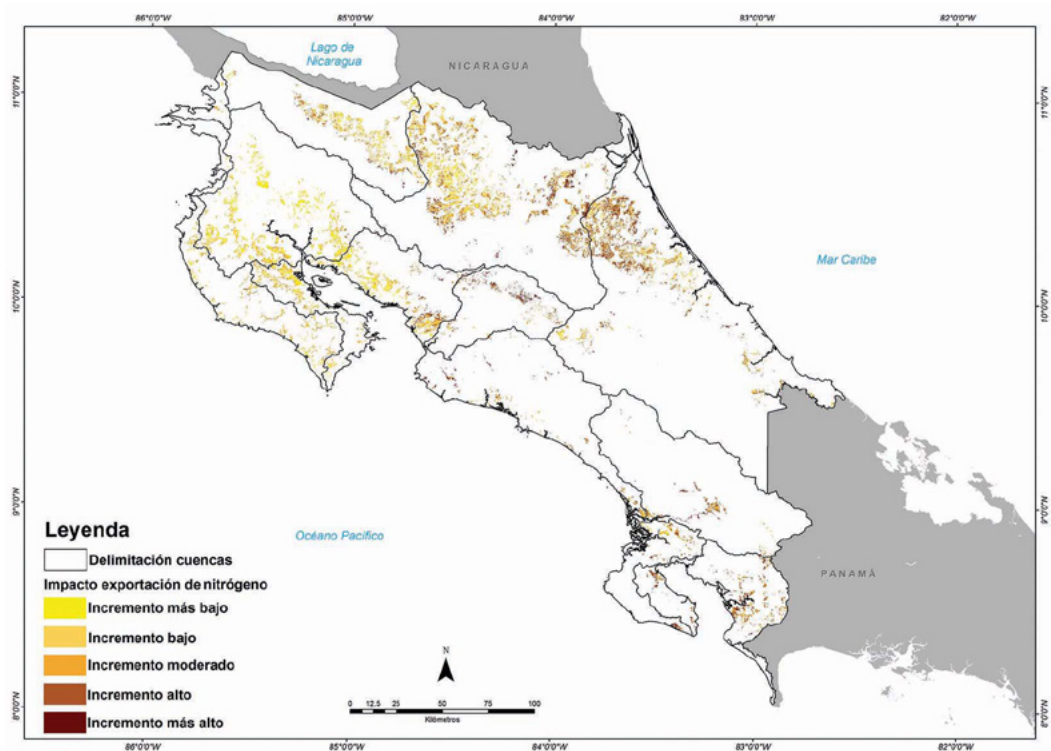 86°0'0"W
85°0'0"W
84°0'0"W
83°0'0"W
82°0'0"W
Lago de
Nicaragua
NICARAGUA
11°0'0"N
11°0'0"N
Mar Caribe
10°0'0"N
10°0'0"N
9°0'0"N
9°0'0"N
Océano Pacífico
PANAMÁ
Leyenda
Delimitación cuencas
Impacto exportación de nitrógeno
Incremento más bajo
Incremento bajo
Incremento moderado
Incremento alto
Incremento más alto
N
0 12.5 25 50 75 100
Kilómetros
8°0'0"N
8°0'0"N
86°0'0"W
85°0'0"W
84°0'0"W
83°0'0"W
82°0'0"W